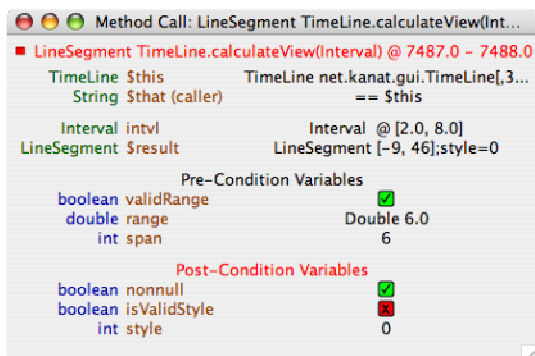 Method Call: LineSegment TimeLine.calculateView(Int...
LineSegment TimeLine.calculateView(Interval) @ 7487.0 - 7488.0
TimeLine $this TimeLine net.kanat.gui.TimeLine[,3...
String $that (caller) == $this
Interval intvl Interval @ [2.0, 8.0]
LineSegment $result LineSegment [-9, 46];style=0
Pre-Condition Variables
boolean validRange
double range Double 6.0
int span 6
Post-Condition Variables
boolean nonnull
boolean isValidStyle
int style 0